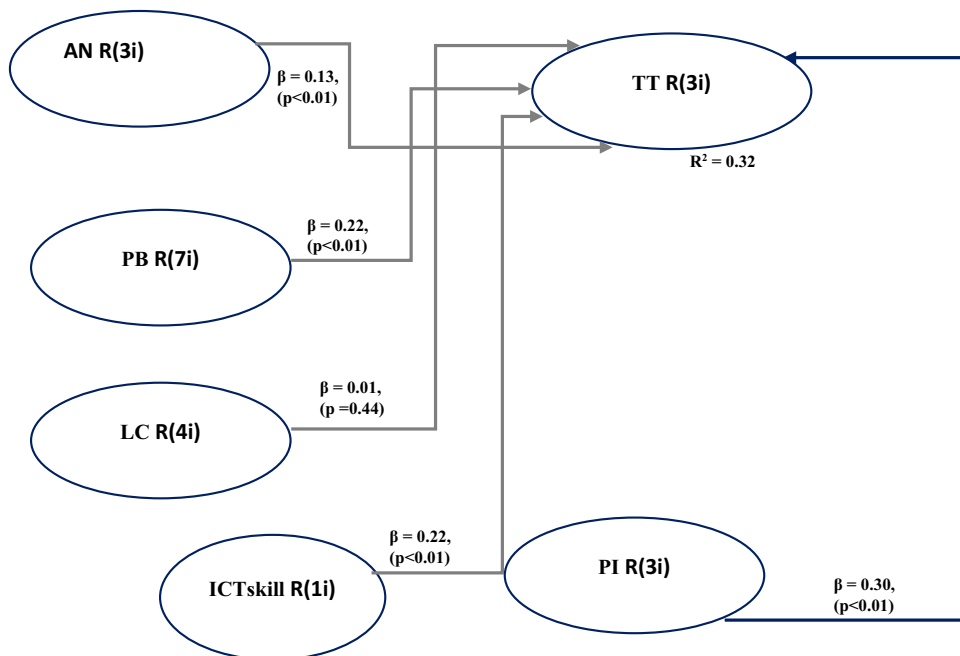 AN R(3i)
β = 0.13,
(p<0.01)
TT R(3i)
R² = 0.32
PB R(7i)
β = 0.22,
(p<0.01)
LC R(4i)
β = 0.01,
(p =0.44)
ICTskill R(1i)
β = 0.22,
(p<0.01)
PI R(3i)
β = 0.30,
(p<0.01)